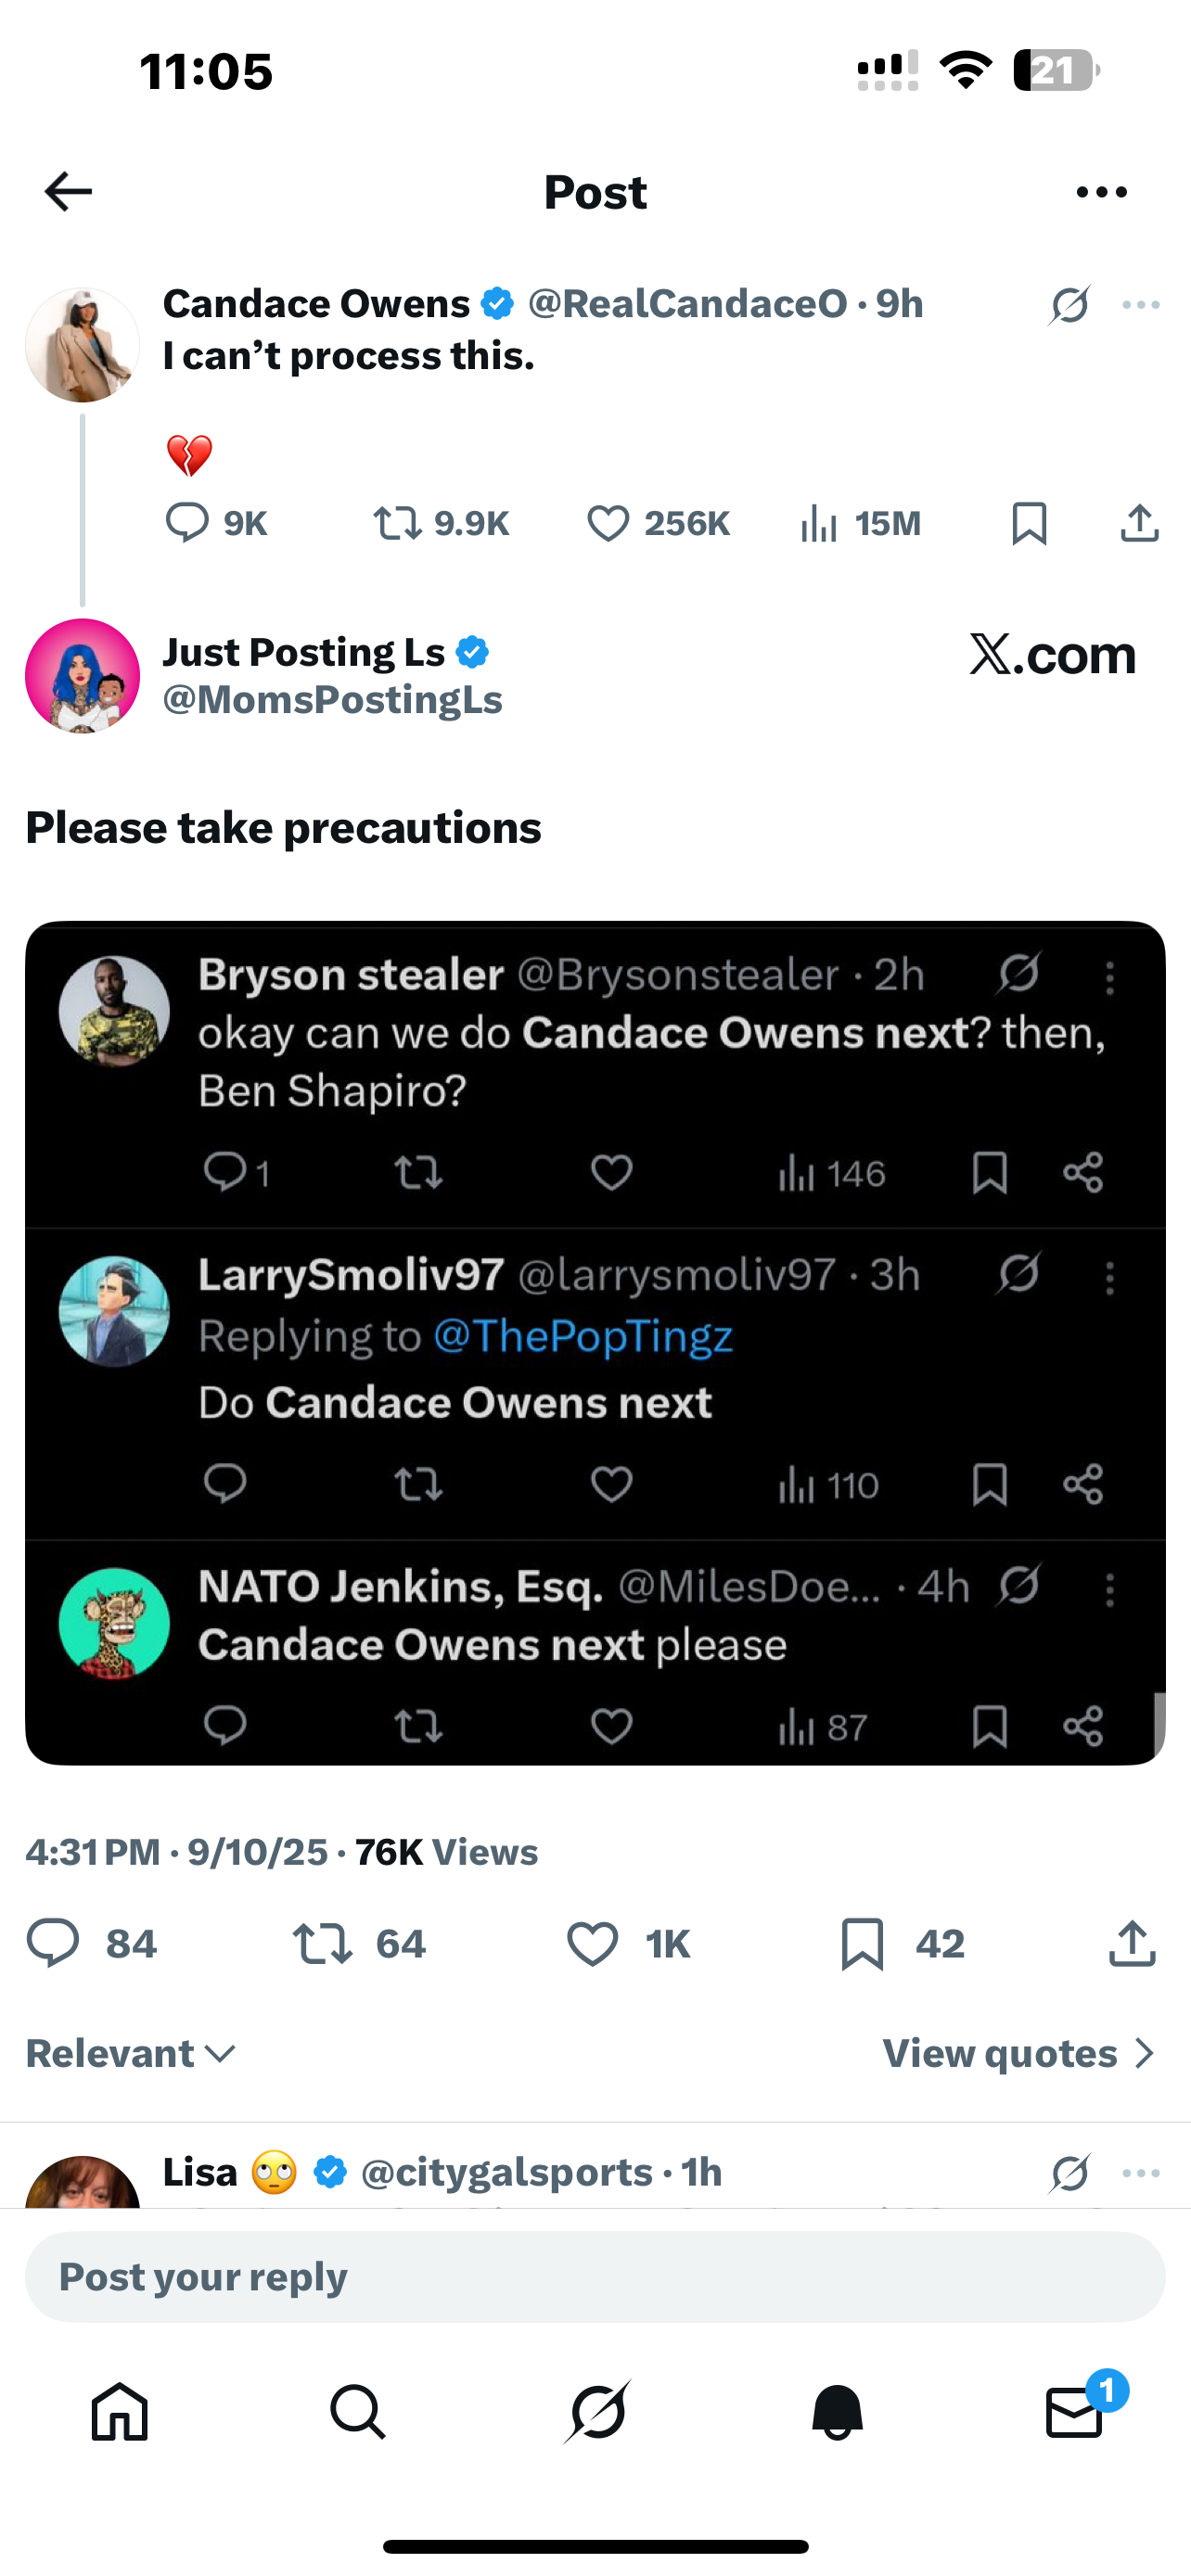 11:05
21
Post
Candace Owens @RealCandaceO · 9h
I can’t process this.
💔
9K 9.9K 256K 15M
Just Posting Ls
@MomsPostingLs
X.com
Please take precautions
Bryson stealer @Brysonstealer · 2h
okay can we do Candace Owens next? then,
Ben Shapiro?
1 146
LarrySmoliv97 @larrysmoliv97 · 3h
Replying to @ThePopTingz
Do Candace Owens next
110
NATO Jenkins, Esq. @MilesDoe... · 4h
Candace Owens next please
87
4:31 PM · 9/10/25 · 76K Views
84 64 1K 42
Relevant
View quotes
Lisa 🙄 @citygalsports · 1h
Post your reply
1